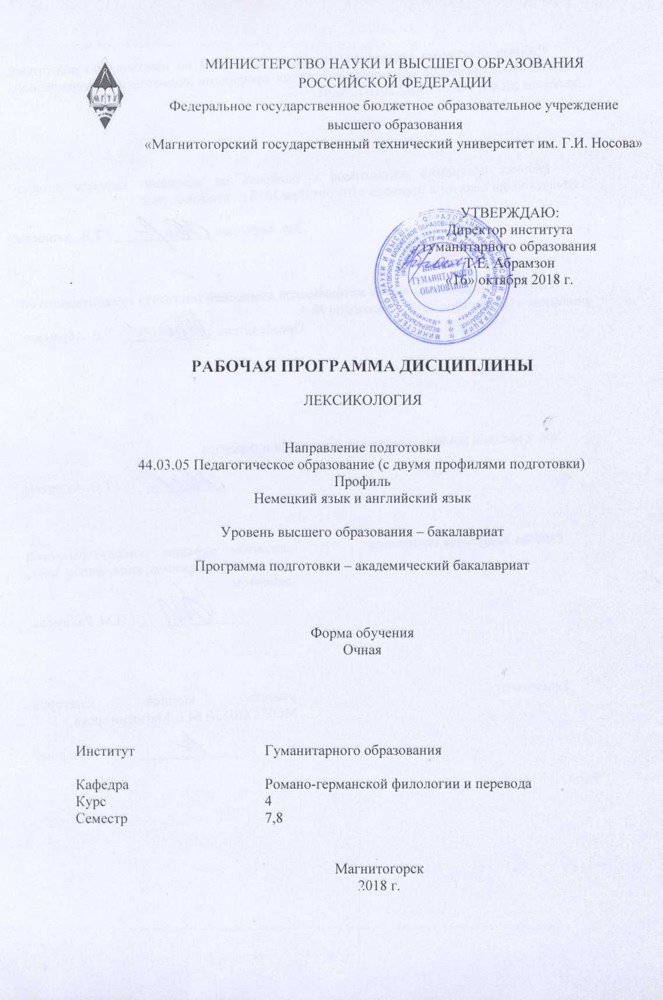 МГТУ
МИНИСТЕРСТВО НАУКИ И ВЫСШЕГО ОБРАЗОВАНИЯ
РОССИЙСКОЙ ФЕДЕРАЦИИ
Федеральное государственное бюджетное образовательное учреждение
высшего образования
«Магнитогорский государственный технический университет им. Г.И. Носова»
УТВЕРЖДАЮ:
Директор института
гуманитарного образования
Т.Е. Абрамзон
«16» октября 2018 г.
ИНСТИТУТ
ГУМАНИТАРНОГО
ОБРАЗОВАНИЯ
РАБОЧАЯ ПРОГРАММА ДИСЦИПЛИНЫ
ЛЕКСИКОЛОГИЯ
Направление подготовки
44.03.05 Педагогическое образование (с двумя профилями подготовки)
Профиль
Немецкий язык и английский язык
Уровень высшего образования – бакалавриат
Программа подготовки – академический бакалавриат
Форма обучения
Очная
Институт Гуманитарного образования
Кафедра Романо-германской филологии и перевода
Курс 4
Семестр 7,8
Магнитогорск
2018 г.